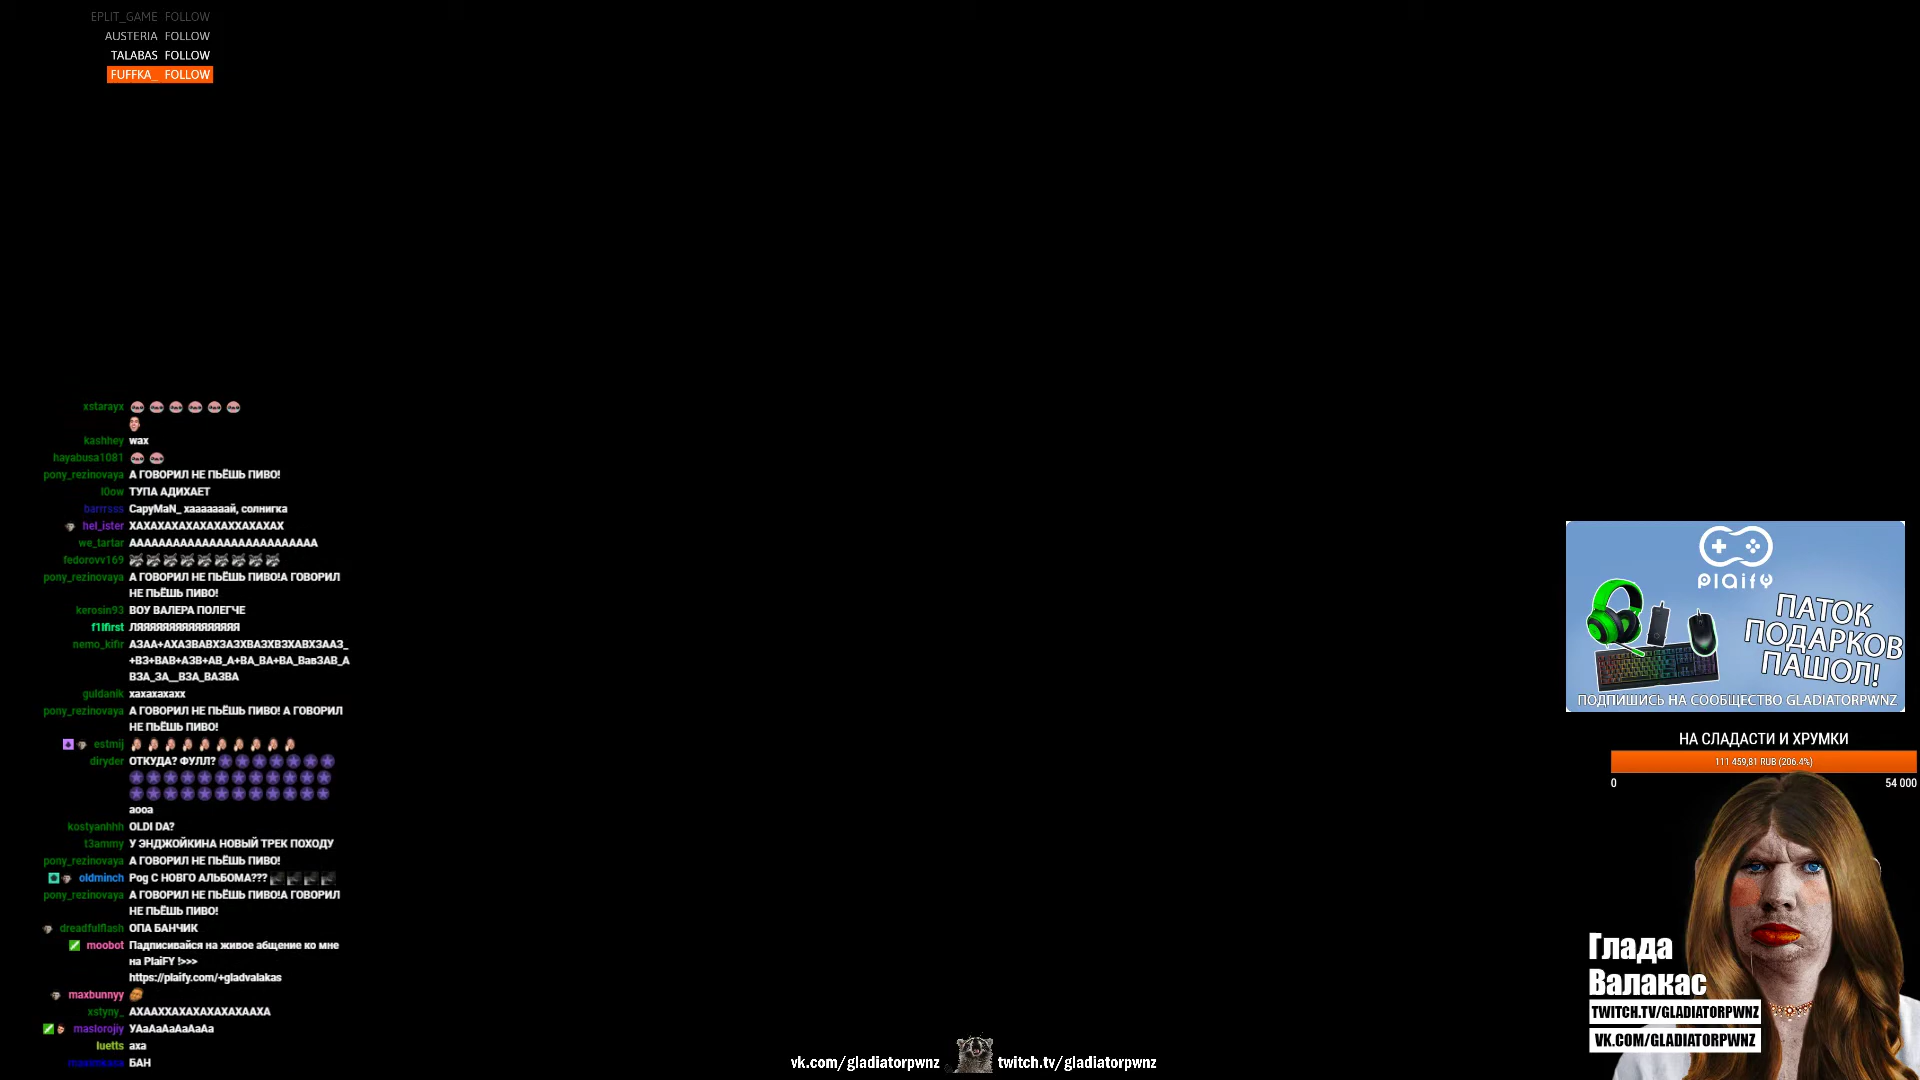 EPLIT_GAME FOLLOW
AUSTERIA FOLLOW
TALABAS FOLLOW
FUFFKA_ FOLLOW
xstarayx
kashhey wax
hayabusa1081
pony_rezinovaya А ГОВОРИЛ НЕ ПЬЁШЬ ПИВО!
l0ow ТУПА АДИХАЕТ
barrrsss CapyMaN_ хааааааай, солнигка
hel_ister ХАХАХАХАХАХАХАХХАХАХАХ
we_tartar АААААААААААААААААААААААААА
fedorovv169
pony_rezinovaya А ГОВОРИЛ НЕ ПЬЁШЬ ПИВО!А ГОВОРИЛ
НЕ ПЬЁШЬ ПИВО!
kerosin93 ВОУ ВАЛЕРА ПОЛЕГЧЕ
f1lfirst ЛЯЯЯЯЯЯЯЯЯЯЯЯЯЯЯЯ
nemo_kifir АЗАА+АХАЗВАВХЗАЗХВАЗХВЗХАВХЗААЗ_
+ВЗ+ВАВ+АЗВ+АВ_А+ВА_ВА+ВА_ВавЗАВ_А
ВЗА_ЗА__ВЗА_ВАЗВА
guldanik хахахахахх
pony_rezinovaya А ГОВОРИЛ НЕ ПЬЁШЬ ПИВО! А ГОВОРИЛ
НЕ ПЬЁШЬ ПИВО!
estmij
diryder ОТКУДА? ФУЛЛ?
аооа
kostyanhhh OLDI DA?
t3ammy У ЭНДЖОЙКИНА НОВЫЙ ТРЕК ПОХОДУ
pony_rezinovaya А ГОВОРИЛ НЕ ПЬЁШЬ ПИВО!
oldminch Pog С НОВГО АЛЬБОМА???
pony_rezinovaya А ГОВОРИЛ НЕ ПЬЁШЬ ПИВО!А ГОВОРИЛ
НЕ ПЬЁШЬ ПИВО!
dreadfulflash ОПА БАНЧИК
moobot Падписивайся на живое абщение ко мне
на PlaiFY !>>>
https://plaify.com/+gladvalakas
maxbunnyy
xstyny_ АХААХХАХАХАХАХАХАААХА
maslorojiy УАаАаАаАаАаАа
luetts аха
БАН
plaify
ПАТОК
ПОДАРКОВ
ПАШОЛ!
ПОДПИШИСЬ НА СООБЩЕСТВО GLADIATORPWNZ
НА СЛАДАСТИ И ХРУМКИ
111 459,81 RUB (206.4%)
0 54 000
Глада
Валакас
TWITCH.TV/GLADIATORPWNZ
VK.COM/GLADIATORPWNZ
vk.com/gladiatorpwnz twitch.tv/gladiatorpwnz